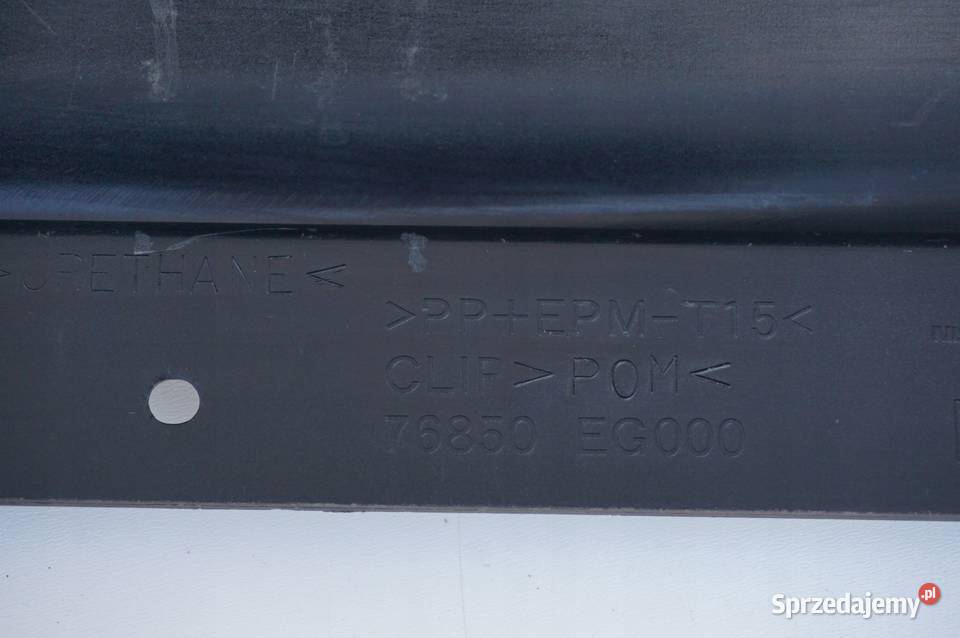 >URETHANE<
>PP+EPM-T15<
CLIP>POM<
76850 EG000
Sprzedajemy.pl